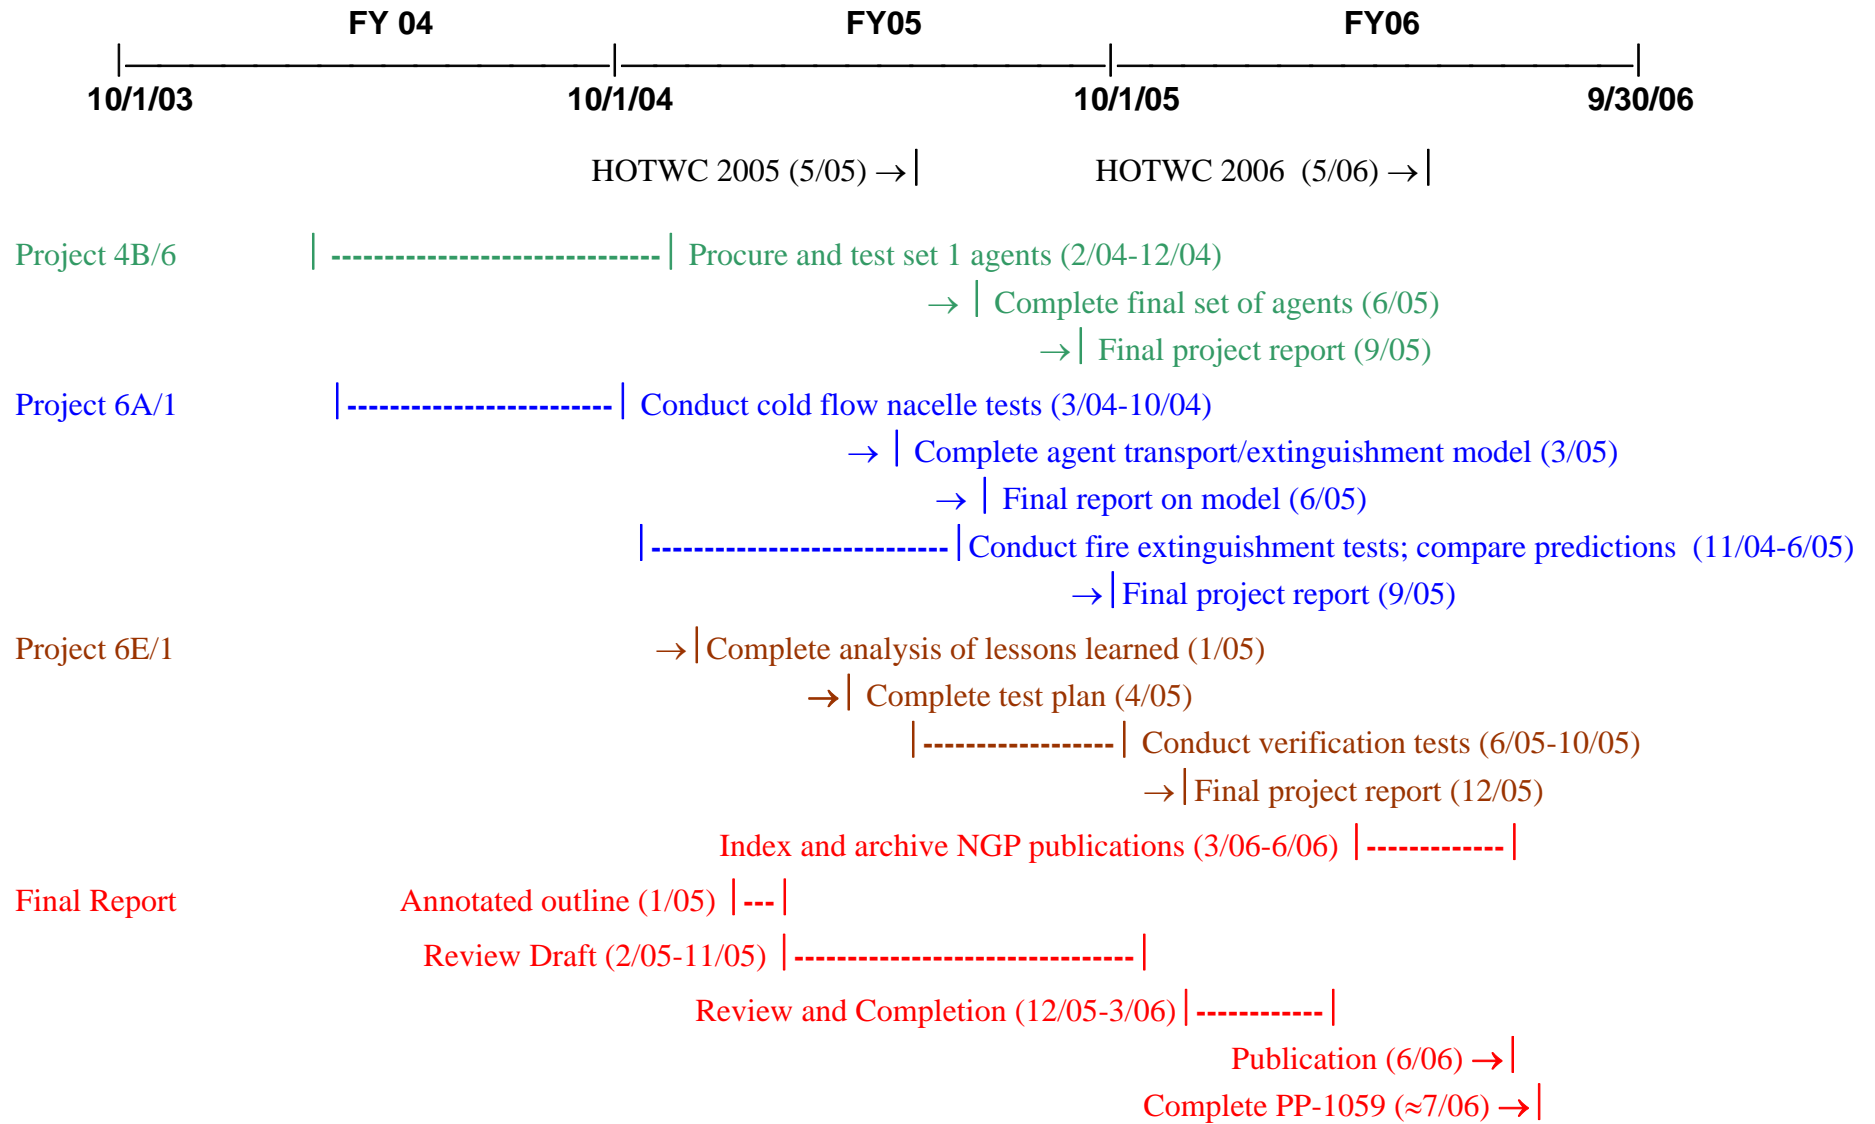 FY 04 FY05 FY06
10/1/03 10/1/04 10/1/05 9/30/06
HOTWC 2005 (5/05) → HOTWC 2006 (5/06) →
Project 4B/6 Procure and test set 1 agents (2/04-12/04)
→ Complete final set of agents (6/05)
→ Final project report (9/05)
Project 6A/1 Conduct cold flow nacelle tests (3/04-10/04)
→ Complete agent transport/extinguishment model (3/05)
→ Final report on model (6/05)
Conduct fire extinguishment tests; compare predictions (11/04-6/05)
→ Final project report (9/05)
Project 6E/1 → Complete analysis of lessons learned (1/05)
→ Complete test plan (4/05)
Conduct verification tests (6/05-10/05)
→ Final project report (12/05)
Index and archive NGP publications (3/06-6/06)
Final Report Annotated outline (1/05)
Review Draft (2/05-11/05)
Review and Completion (12/05-3/06)
Publication (6/06) →
Complete PP-1059 (≈7/06) →